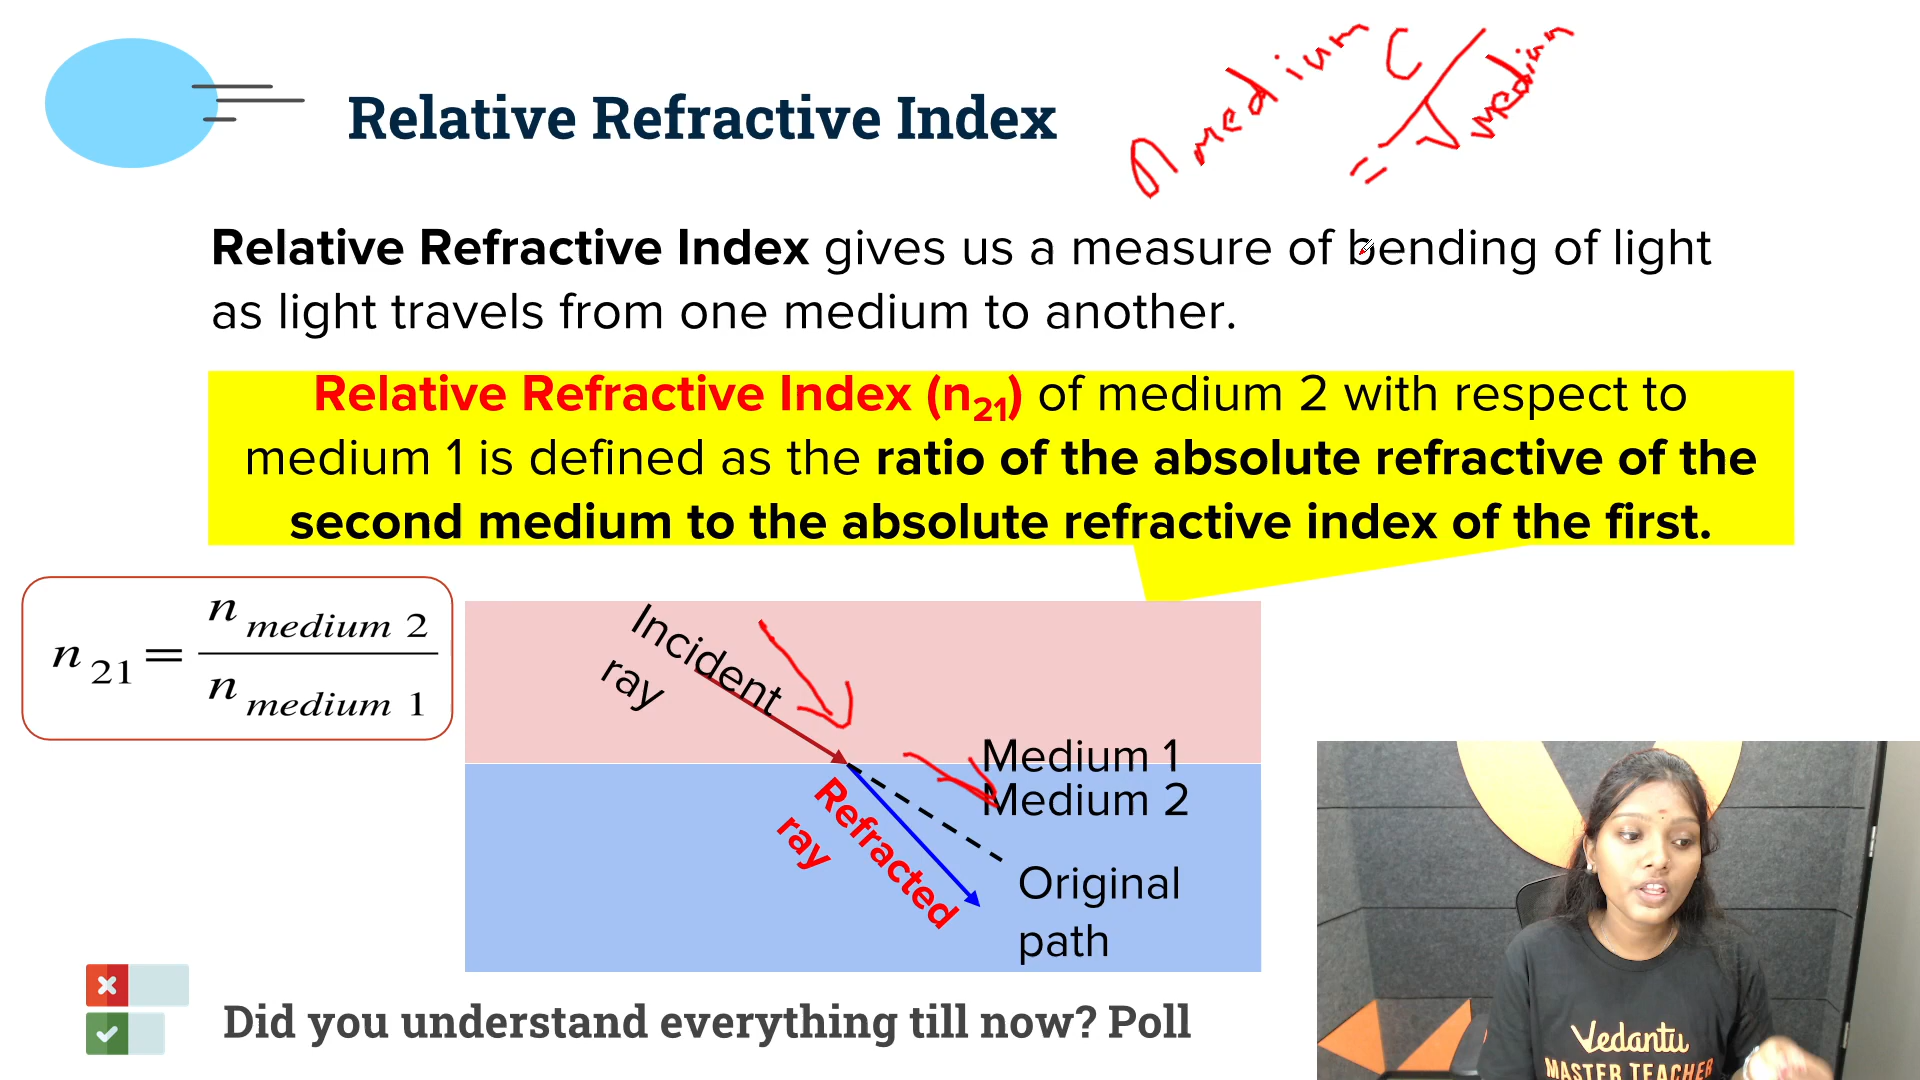 Relative Refractive Index
n medium = C / V medium
Relative Refractive Index gives us a measure of bending of light
as light travels from one medium to another.
Relative Refractive Index (n21) of medium 2 with respect to
medium 1 is defined as the ratio of the absolute refractive of the
second medium to the absolute refractive index of the first.
n 21 = n medium 2 / n medium 1
Incident
ray
Medium 1
Medium 2
Refracted
ray
Original
path
Did you understand everything till now? Poll
Vedantu
MASTER TEACHER